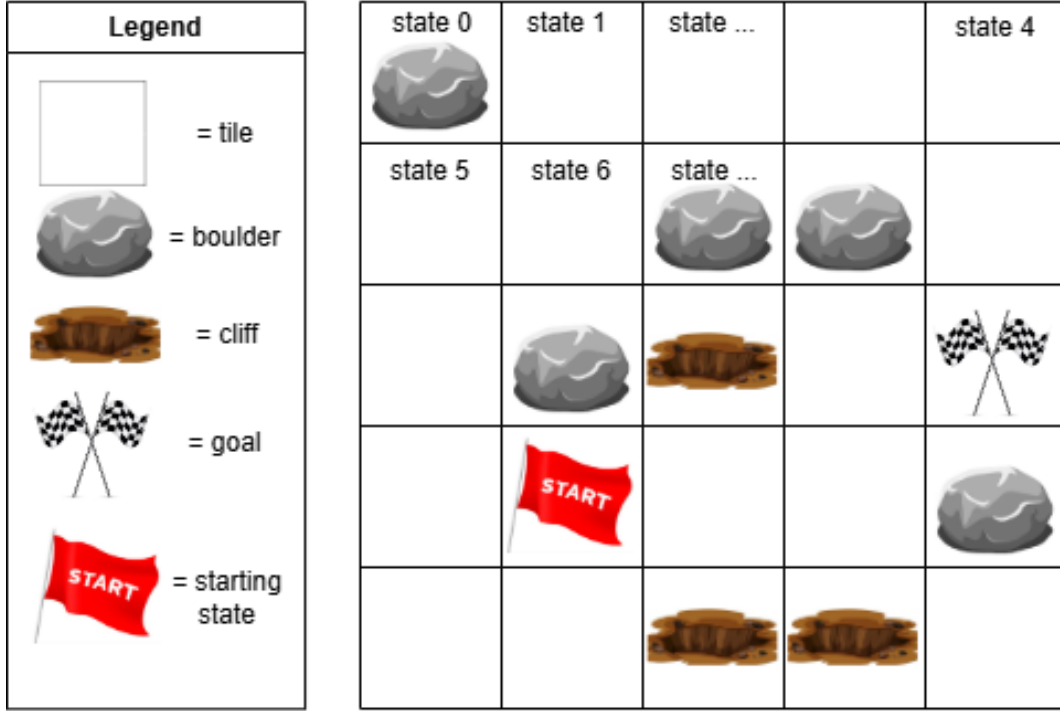 Legend
= tile
= boulder
= cliff
= goal
START
= starting
state
state 0
state 1
state ...
state 4
state 5
state 6
state ...
START